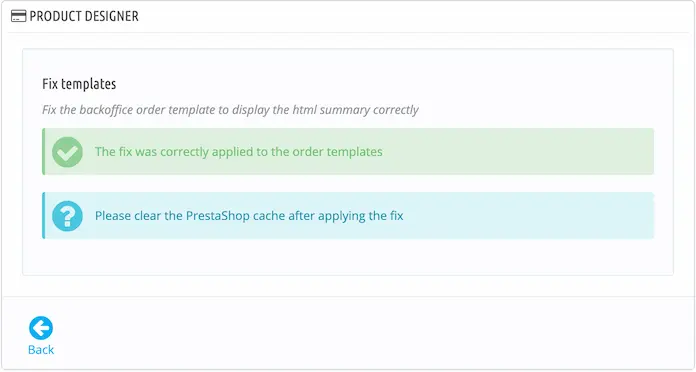 PRODUCT DESIGNER
Fix templates
Fix the backoffice order template to display the html summary correctly
The fix was correctly applied to the order templates
Please clear the PrestaShop cache after applying the fix
Back